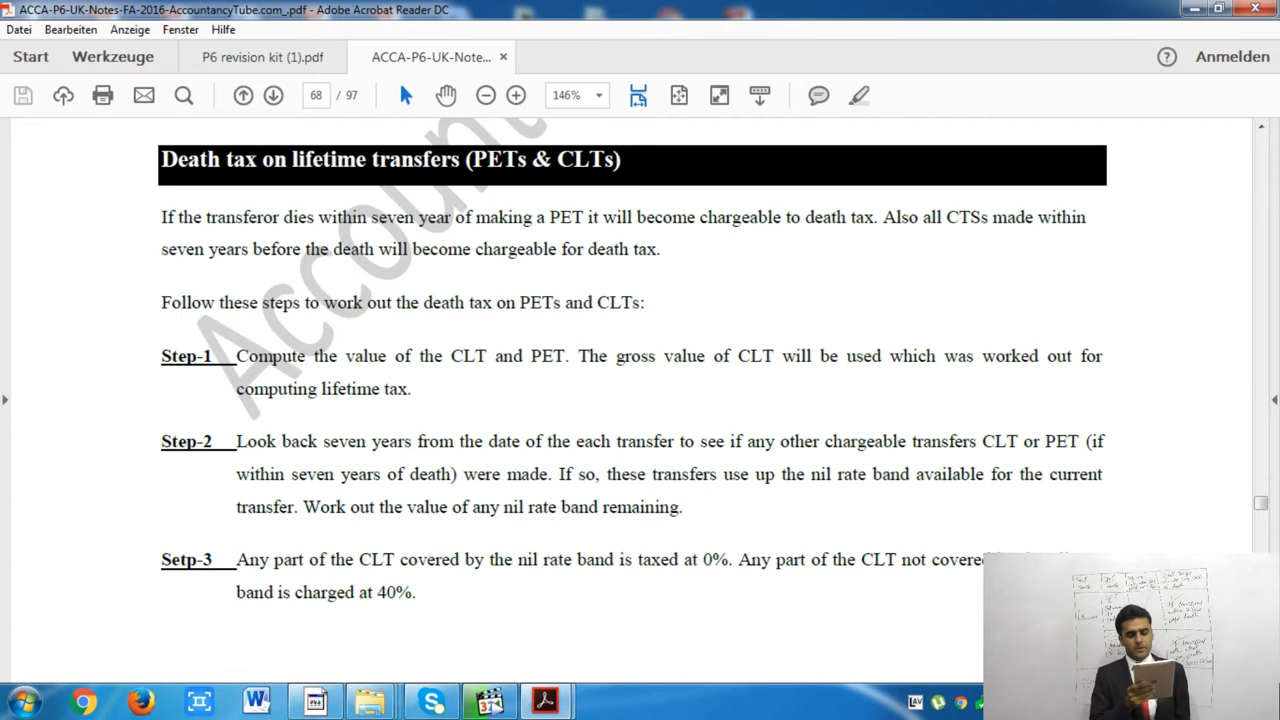 ACCA-P6-UK-Notes-FA-2016-AccountancyTube.com_.pdf - Adobe Acrobat Reader DC
Datei Bearbeiten Anzeige Fenster Hilfe
Start Werkzeuge P6 revision kit (1).pdf ACCA-P6-UK-Note... × Anmelden
68 / 97 146%
Death tax on lifetime transfers (PETs & CLTs)
If the transferor dies within seven year of making a PET it will become chargeable to death tax. Also all CTSs made within
seven years before the death will become chargeable for death tax.
Follow these steps to work out the death tax on PETs and CLTs:
Step-1 Compute the value of the CLT and PET. The gross value of CLT will be used which was worked out for
computing lifetime tax.
Step-2 Look back seven years from the date of the each transfer to see if any other chargeable transfers CLT or PET (if
within seven years of death) were made. If so, these transfers use up the nil rate band available for the current
transfer. Work out the value of any nil rate band remaining.
Setp-3 Any part of the CLT covered by the nil rate band is taxed at 0%. Any part of the CLT not covere
band is charged at 40%.
Account
LAV